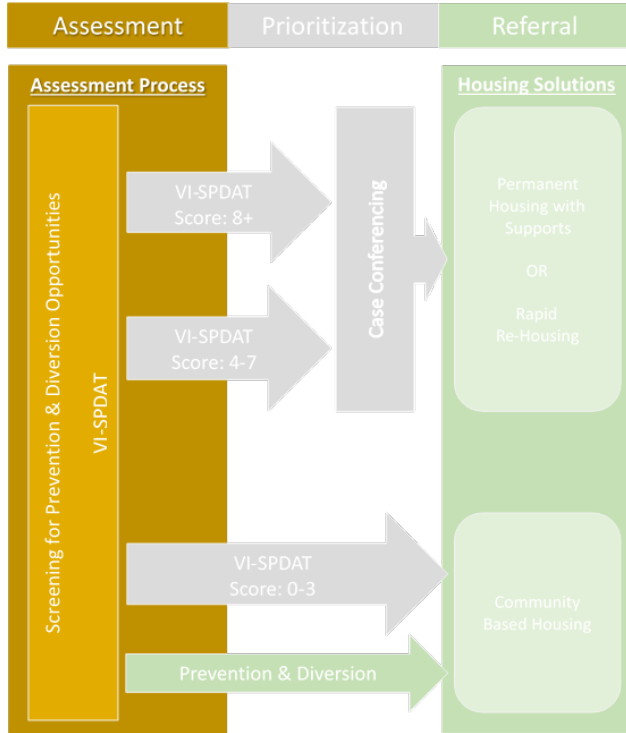 Assessment
Prioritization
Referral
Assessment Process
Screening for Prevention & Diversion Opportunities
VI-SPDAT
VI-SPDAT
Score: 8+
VI-SPDAT
Score: 4-7
Case Conferencing
VI-SPDAT
Score: 0-3
Prevention & Diversion
Housing Solutions
Permanent
Housing with
Supports
OR
Rapid
Re-Housing
Community
Based Housing